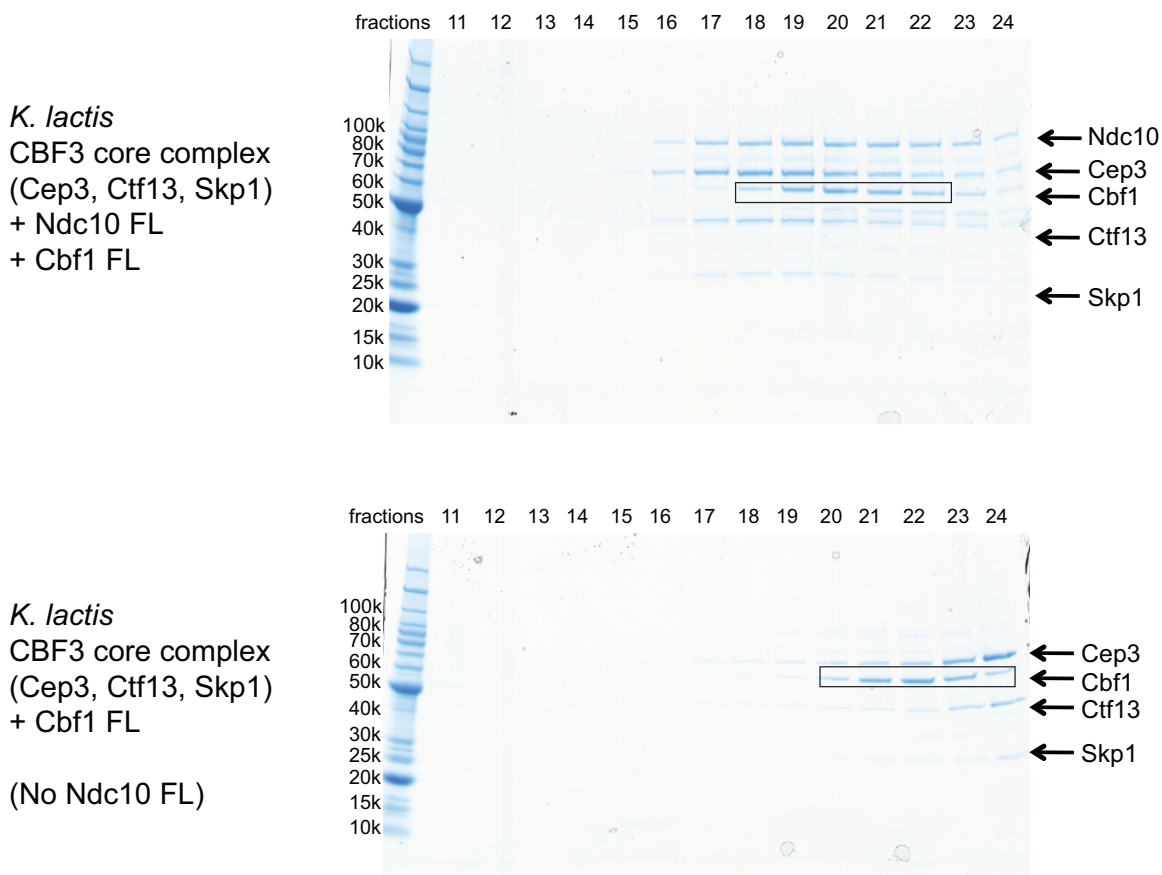 fractions 11 12 13 14 15 16 17 18 19 20 21 22 23 24
K. lactis
CBF3 core complex
(Cep3, Ctf13, Skp1)
+ Ndc10 FL
+ Cbf1 FL
100k
80k
70k
60k
50k
40k
30k
25k
20k
15k
10k
Ndc10
Cep3
Cbf1
Ctf13
Skp1
fractions 11 12 13 14 15 16 17 18 19 20 21 22 23 24
K. lactis
CBF3 core complex
(Cep3, Ctf13, Skp1)
+ Cbf1 FL
(No Ndc10 FL)
100k
80k
70k
60k
50k
40k
30k
25k
20k
15k
10k
Cep3
Cbf1
Ctf13
Skp1